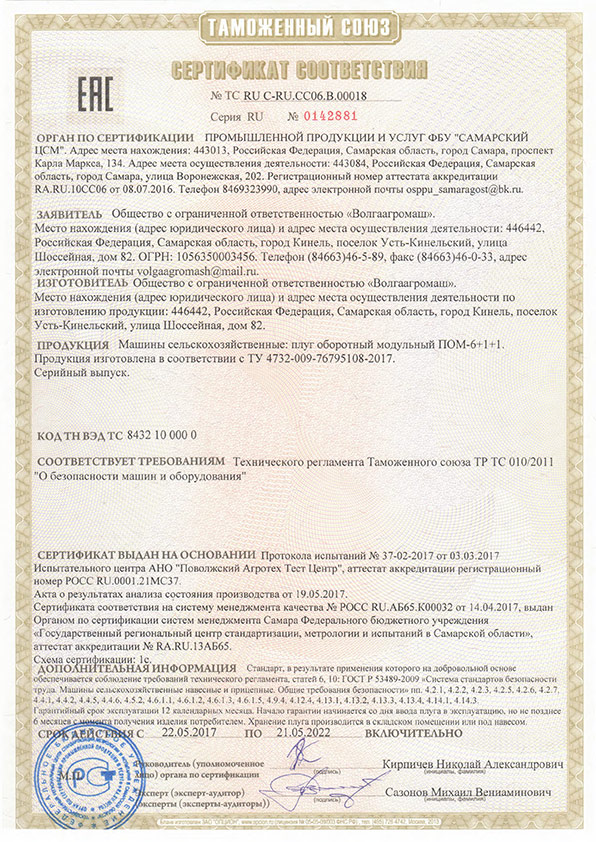 ТАМОЖЕННЫЙ СОЮЗ
СЕРТИФИКАТ СООТВЕТСТВИЯ
ЕАС
№ ТС RU C-RU.СС06.В.00018
Серия RU № 0142881
ОРГАН ПО СЕРТИФИКАЦИИ ПРОМЫШЛЕННОЙ ПРОДУКЦИИ И УСЛУГ ФБУ "САМАРСКИЙ
ЦСМ". Адрес места нахождения: 443013, Российская Федерация, Самарская область, город Самара, проспект
Карла Маркса, 134. Адрес места осуществления деятельности: 443084, Российская Федерация, Самарская
область, город Самара, улица Воронежская, 202. Регистрационный номер аттестата аккредитации
RA.RU.10СС06 от 08.07.2016. Телефон 8469323990, адрес электронной почты osppu_samaragost@bk.ru.
ЗАЯВИТЕЛЬ Общество с ограниченной ответственностью «Волгаагромаш».
Место нахождения (адрес юридического лица) и адрес места осуществления деятельности: 446442,
Российская Федерация, Самарская область, город Кинель, поселок Усть-Кинельский, улица
Шоссейная, дом 82. ОГРН: 1056350003456. Телефон (84663)46-5-89, факс (84663)46-0-33, адрес
электронной почты volgaagromash@mail.ru.
ИЗГОТОВИТЕЛЬ Общество с ограниченной ответственностью «Волгаагромаш».
Место нахождения (адрес юридического лица) и адрес места осуществления деятельности по
изготовлению продукции: 446442, Российская Федерация, Самарская область, город Кинель, поселок
Усть-Кинельский, улица Шоссейная, дом 82.
ПРОДУКЦИЯ Машины сельскохозяйственные: плуг оборотный модульный ПОМ-6+1+1.
Продукция изготовлена в соответствии с ТУ 4732-009-76795108-2017.
Серийный выпуск.
КОД ТН ВЭД ТС 8432 10 000 0
СООТВЕТСТВУЕТ ТРЕБОВАНИЯМ Технического регламента Таможенного союза ТР ТС 010/2011
"О безопасности машин и оборудования"
СЕРТИФИКАТ ВЫДАН НА ОСНОВАНИИ Протокола испытаний № 37-02-2017 от 03.03.2017
Испытательного центра АНО "Поволжский Агротех Тест Центр", аттестат аккредитации регистрационный
номер РОСС RU.0001.21МС37.
Акта о результатах анализа состояния производства от 19.05.2017.
Сертификата соответствия на систему менеджмента качества № РОСС RU.АБ65.К00032 от 14.04.2017, выдан
Органом по сертификации систем менеджмента Самара Федерального бюджетного учреждения
«Государственный региональный центр стандартизации, метрологии и испытаний в Самарской области»,
аттестат аккредитации № RA.RU.13АБ65.
Схема сертификации: 1с.
ДОПОЛНИТЕЛЬНАЯ ИНФОРМАЦИЯ Стандарт, в результате применения которого на добровольной основе
обеспечивается соблюдение требований технического регламента, статей 6, 10: ГОСТ Р 53489-2009 «Система стандартов безопасности
труда. Машины сельскохозяйственные навесные и прицепные. Общие требования безопасности» пп. 4.2.1, 4.2.2, 4.2.3, 4.2.5, 4.2.6, 4.2.7,
4.4.1, 4.4.2, 4.4.5, 4.4.6, 4.5.2, 4.6.1.1, 4.6.1.2, 4.6.1.3, 4.6.1.5, 4.9.4, 4.12.4, 4.13.1, 4.13.2, 4.13.3, 4.13.4, 4.14.1, 4.14.3.
Гарантийный срок 12 календарных месяцев. Начало гарантии начинается со дня ввода плуга в эксплуатацию, но не позднее
6 месяцев с момента получения изделия потребителем. Хранение плуга производится в складском помещении или под навесом.
СРОК ДЕЙСТВИЯ С 22.05.2017 ПО 21.05.2022 ВКЛЮЧИТЕЛЬНО
Руководитель (уполномоченное
лицо) органа по сертификации
(подпись)
Кирпичев Николай Александрович
(инициалы, фамилия)
М.П.
Эксперт (эксперт-аудитор)
(эксперты (эксперты-аудиторы))
(подпись)
Сазонов Михаил Вениаминович
(инициалы, фамилия)